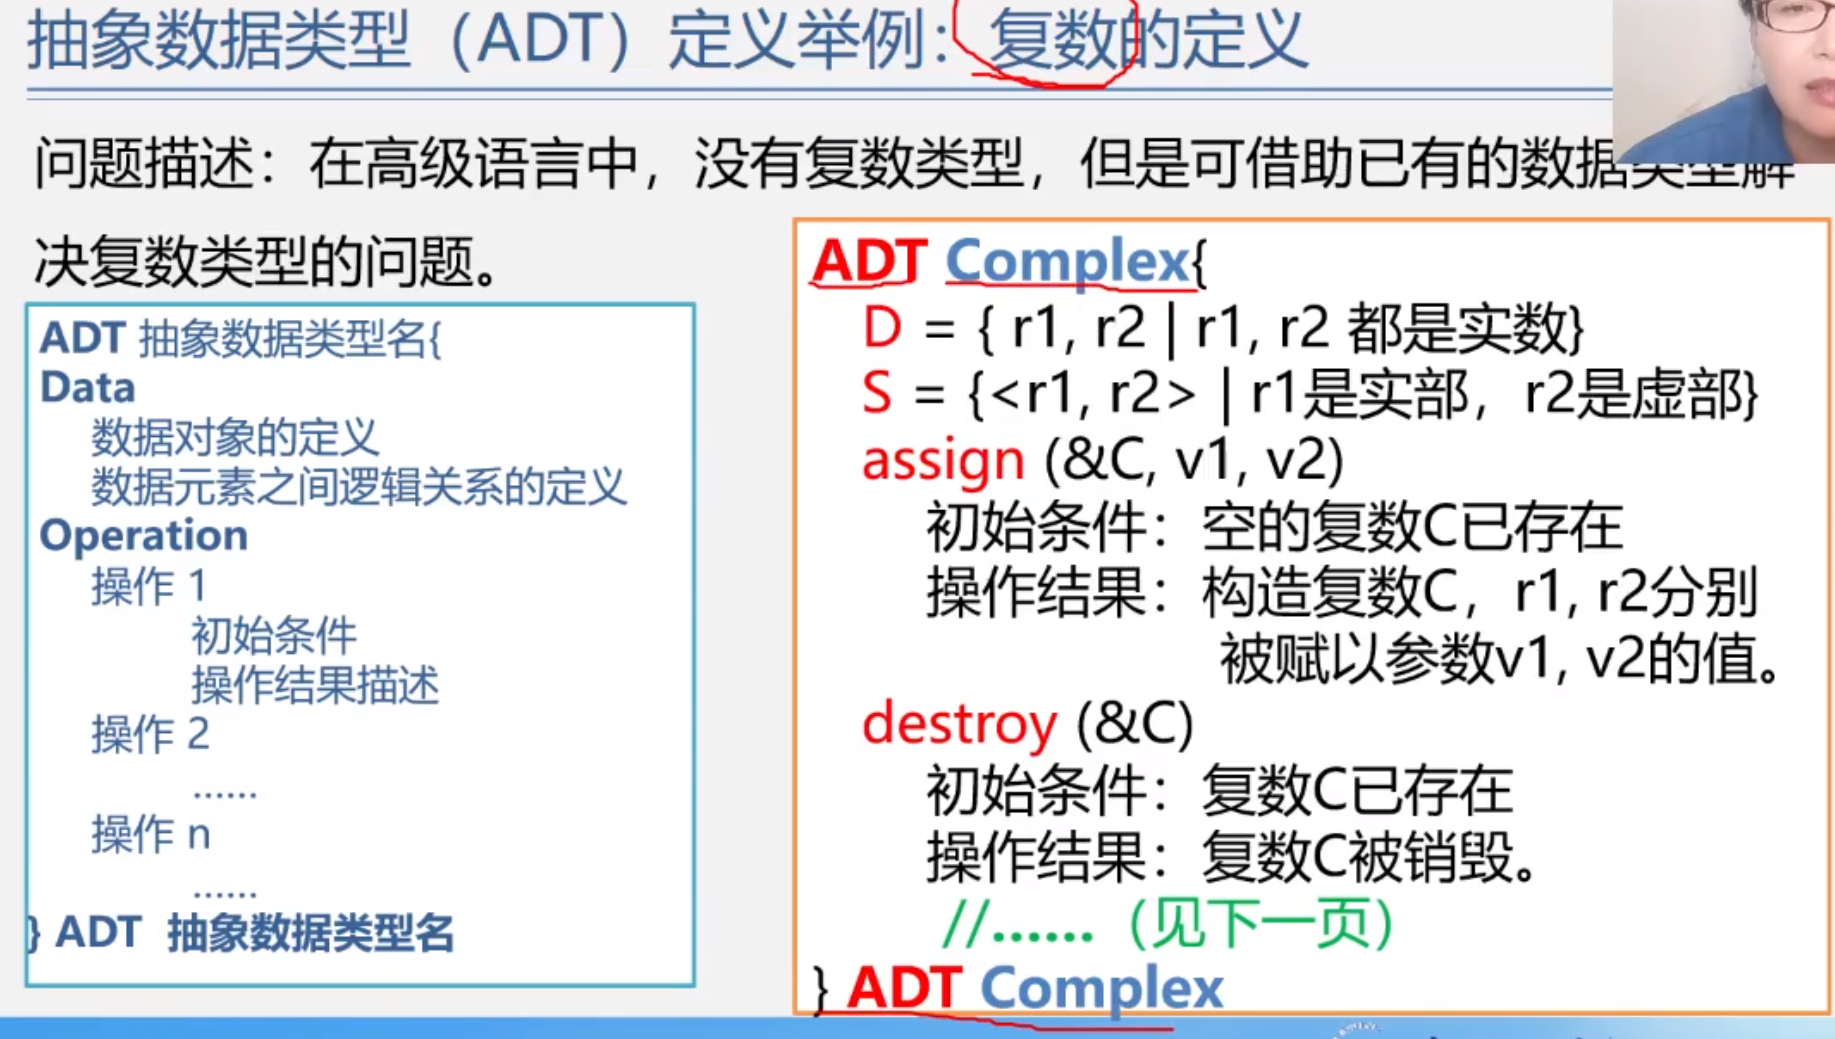 抽象数据类型（ADT）定义举例：复数的定义
问题描述：在高级语言中，没有复数类型，但是可借助已有的数据类型解
决复数类型的问题。
ADT 抽象数据类型名{
Data
数据对象的定义
数据元素之间逻辑关系的定义
Operation
操作 1
初始条件
操作结果描述
操作 2
......
操作 n
......
} ADT 抽象数据类型名
ADT Complex{
D = { r1, r2 | r1, r2 都是实数}
S = {<r1, r2> | r1是实部，r2是虚部}
assign (&C, v1, v2)
初始条件：空的复数C已存在
操作结果：构造复数C，r1, r2分别
被赋以参数v1, v2的值。
destroy (&C)
初始条件：复数C已存在
操作结果：复数C被销毁。
//......（见下一页）
} ADT Complex